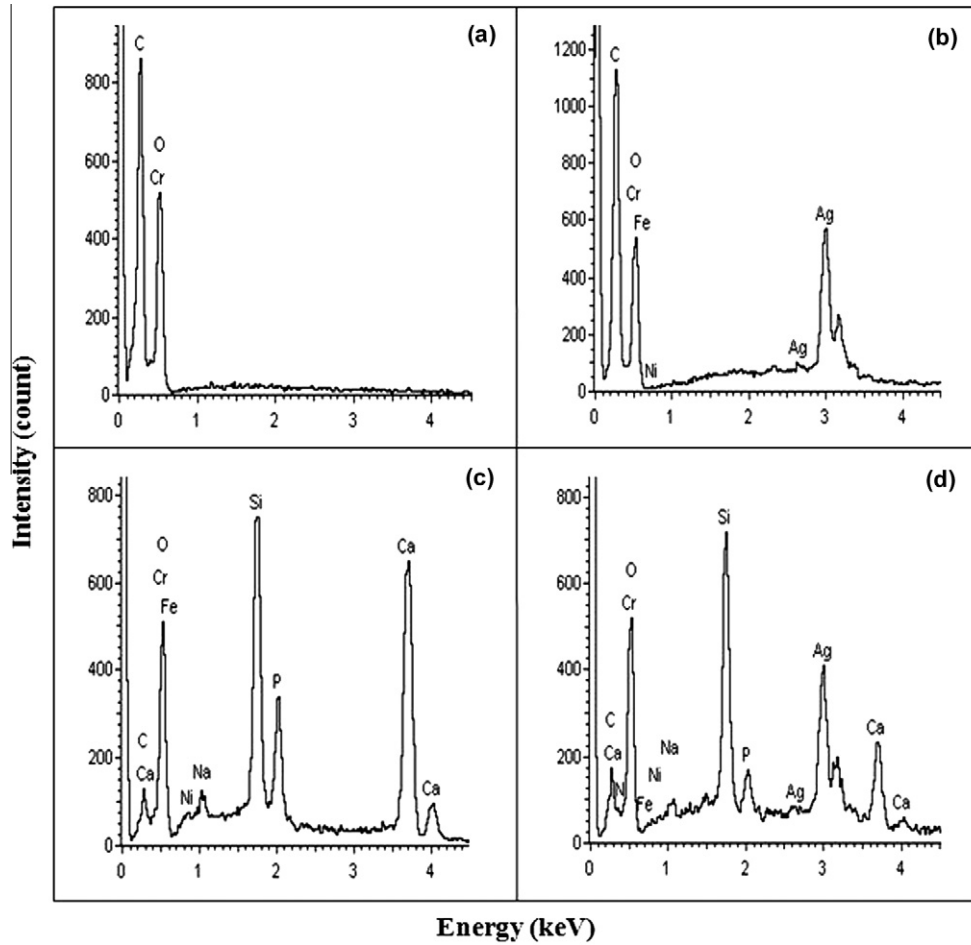 Intensity (count)
(a)
C
O
Cr
800
600
400
200
0
0 1 2 3 4
(b)
C
O
Cr
Fe
Ni
Ag
Ag
1200
1000
800
600
400
200
0
0 1 2 3 4
(c)
Si
Ca
O
Cr
Fe
P
C
Ca
Ni
Na
Ca
800
600
400
200
0
0 1 2 3 4
(d)
Si
O
Cr
Ag
C
Ca
N
Fe
Ni
Na
P
Ag
Ca
Ca
800
600
400
200
0
0 1 2 3 4
Energy (keV)